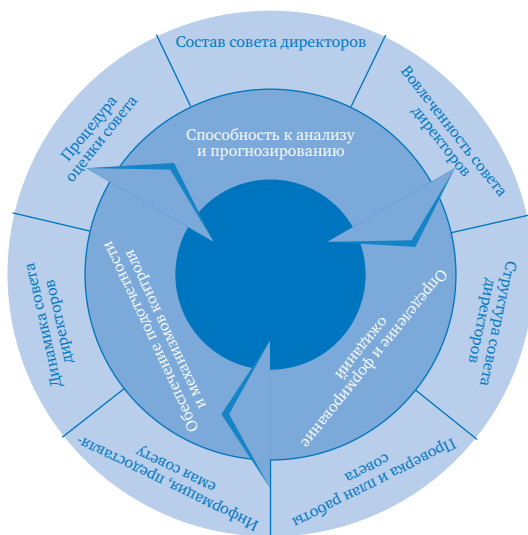 Состав совета директоров
Вовлеченность совета
директоров
Структура совета
директоров
Проверка и план работы
совета
Информация, предоставля-
емая совету
Динамика совета
директоров
Процедура
оценки совета
Способность к анализу
и прогнозированию
Определение и формирование
ожиданий
Обеспечение подотчетности
и механизмов контроля